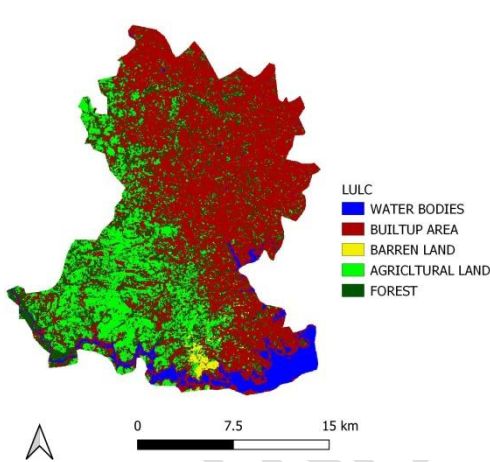 LULC
WATER BODIES
BUILTUP AREA
BARREN LAND
AGRICLTURAL LAND
FOREST
0 7.5 15 km